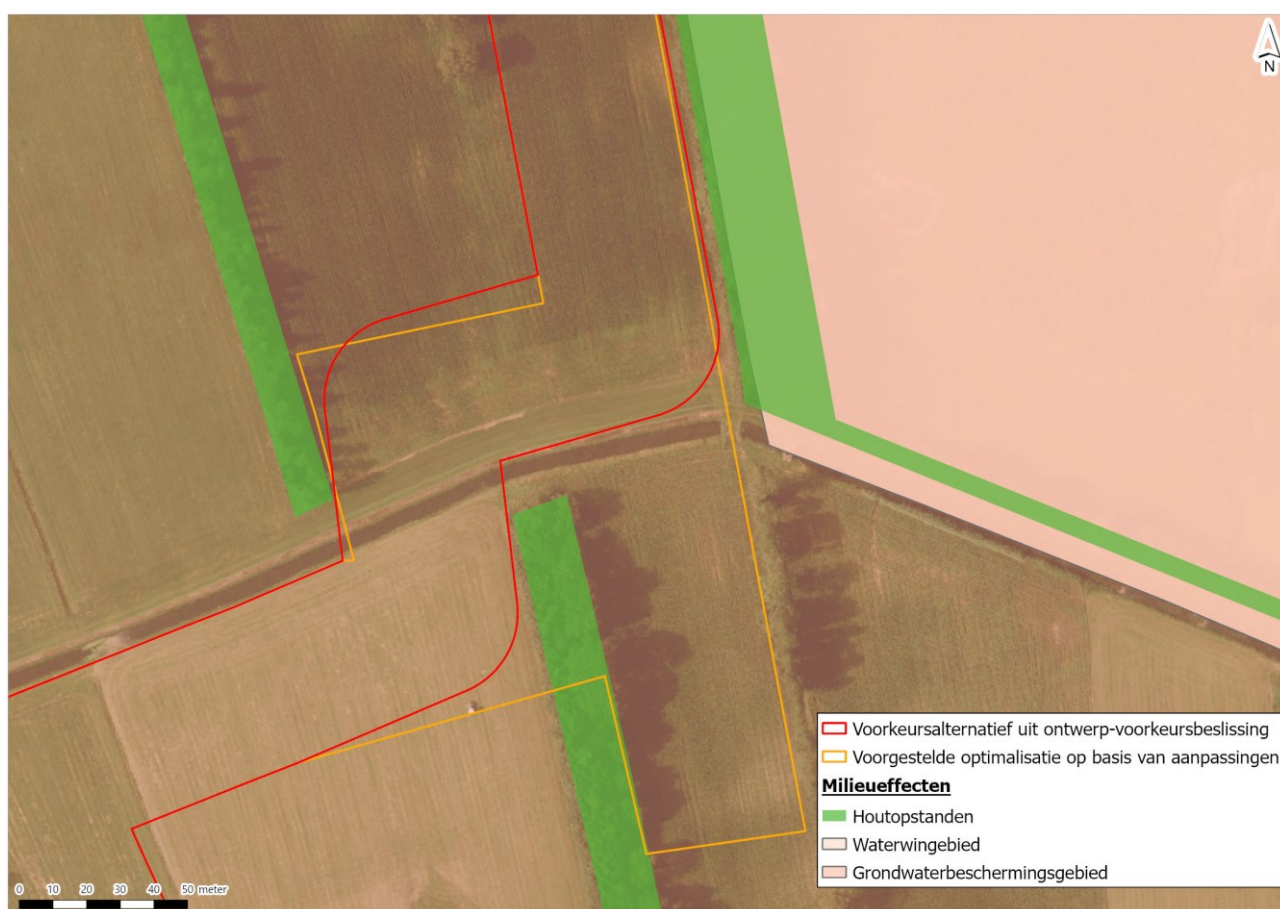 N
Voorkeursalternatief uit ontwerp-voorkeursbeslissing
Voorgestelde optimalisatie op basis van aanpassingen
Milieueffecten
Houtopstanden
Waterwingebied
Grondwaterbeschermingsgebied
0 10 20 30 40 50 meter